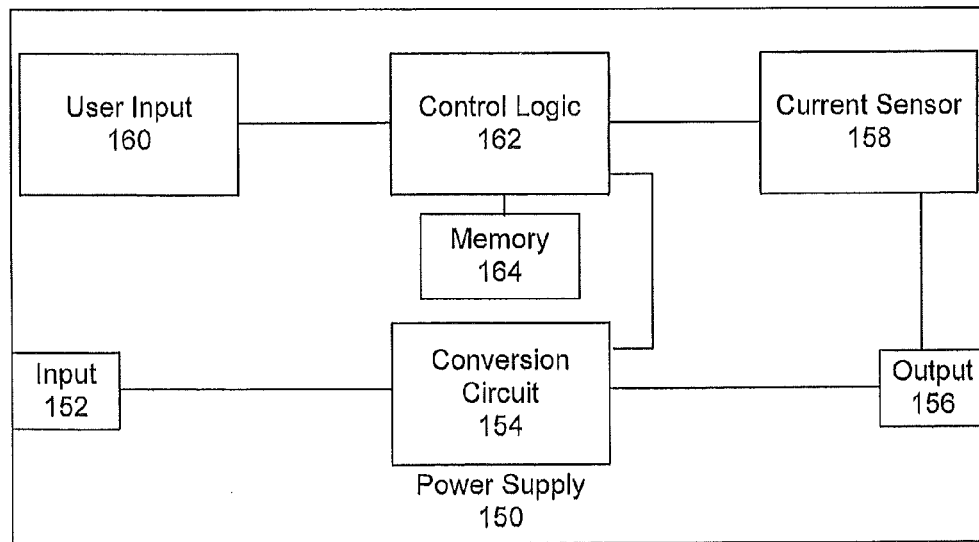 User Input
160
Control Logic
162
Current Sensor
158
Memory
164
Input
152
Conversion
Circuit
154
Output
156
Power Supply
150